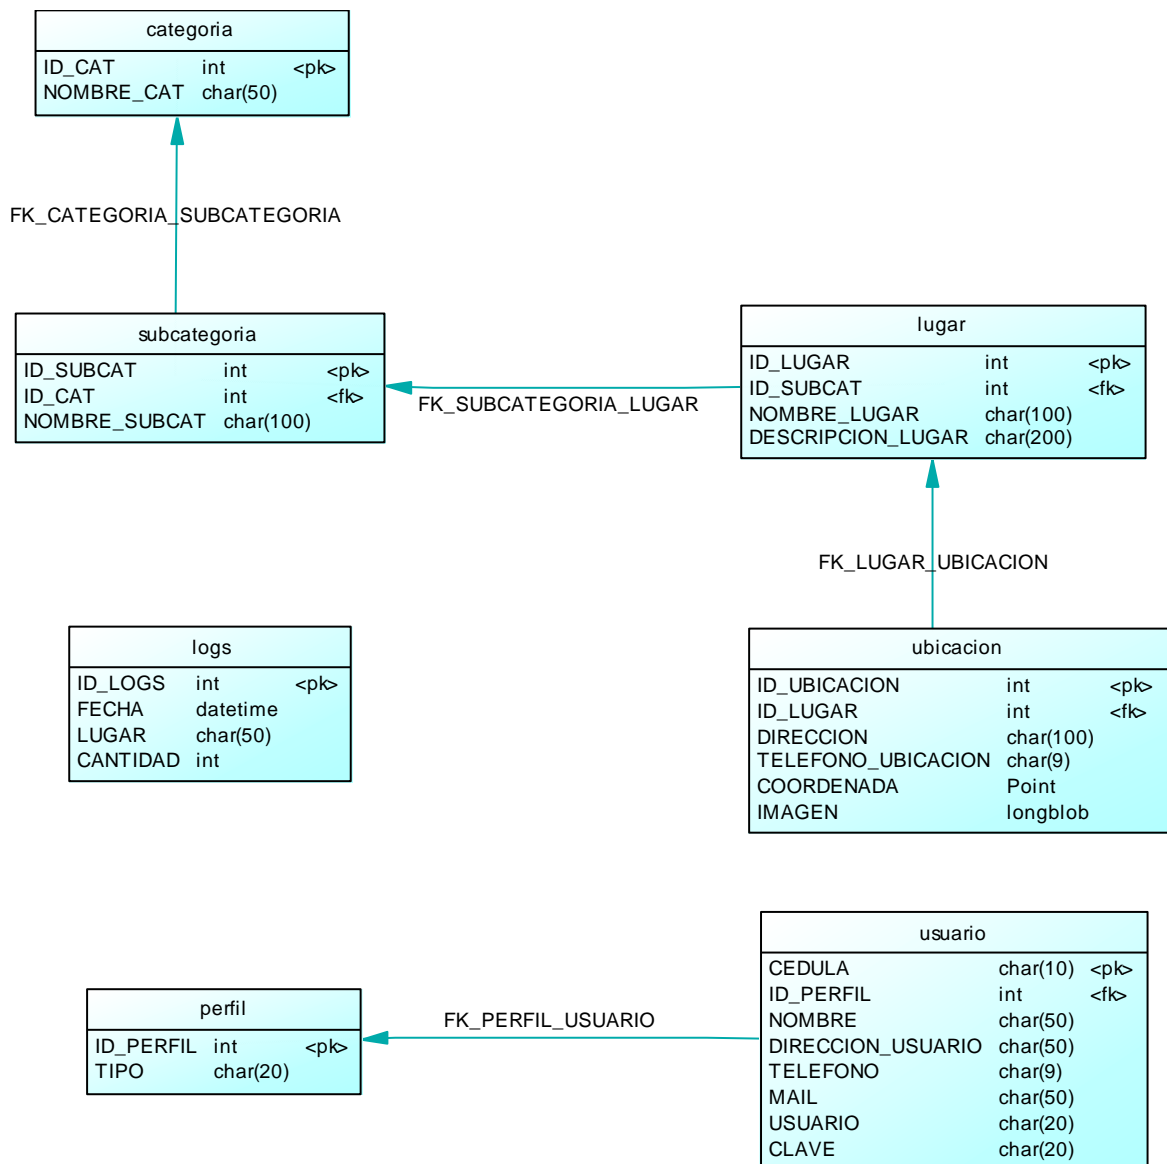 categoria
ID_CAT int <pk>
NOMBRE_CAT char(50)
FK_CATEGORIA_SUBCATEGORIA
subcategoria
ID_SUBCAT int <pk>
ID_CAT int <fk>
NOMBRE_SUBCAT char(100)
FK_SUBCATEGORIA_LUGAR
lugar
ID_LUGAR int <pk>
ID_SUBCAT int <fk>
NOMBRE_LUGAR char(100)
DESCRIPCION_LUGAR char(200)
FK_LUGAR_UBICACION
logs
ID_LOGS int <pk>
FECHA datetime
LUGAR char(50)
CANTIDAD int
ubicacion
ID_UBICACION int <pk>
ID_LUGAR int <fk>
DIRECCION char(100)
TELEFONO_UBICACION char(9)
COORDENADA Point
IMAGEN longblob
perfil
ID_PERFIL int <pk>
TIPO char(20)
FK_PERFIL_USUARIO
usuario
CEDULA char(10) <pk>
ID_PERFIL int <fk>
NOMBRE char(50)
DIRECCION_USUARIO char(50)
TELEFONO char(9)
MAIL char(50)
USUARIO char(20)
CLAVE char(20)